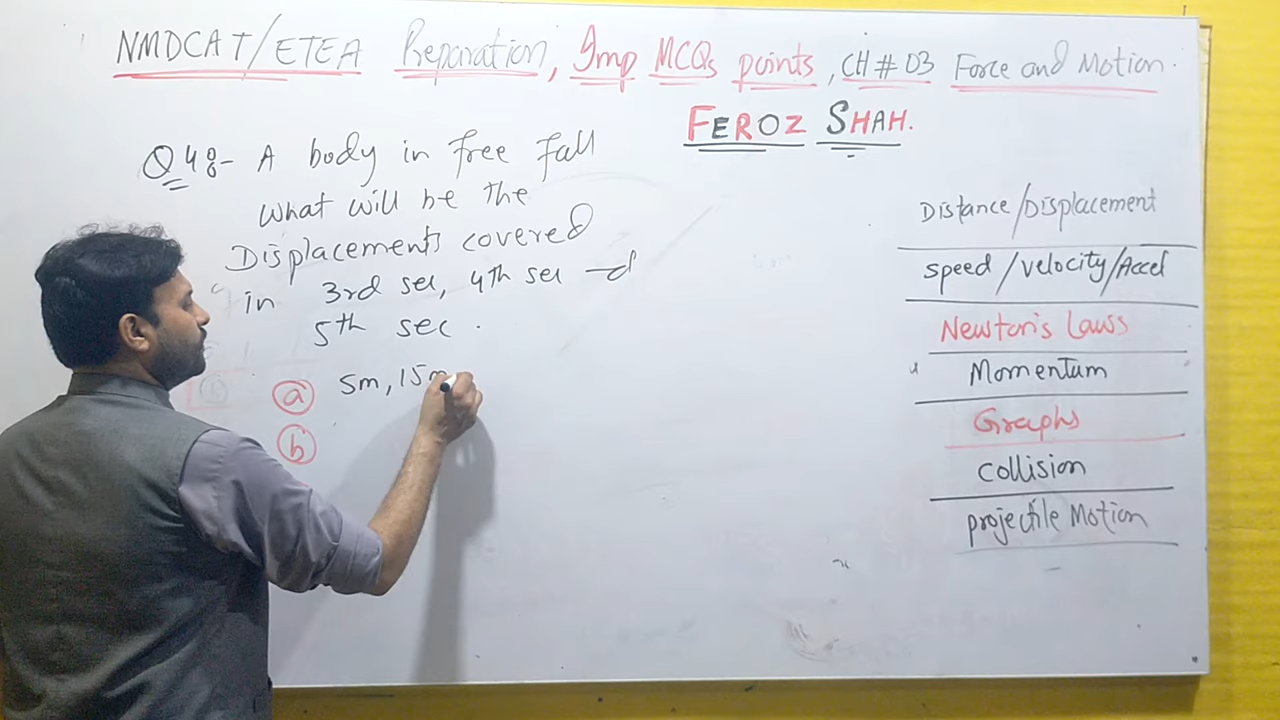 NMDCAT/ETEA Preparation, Imp MCQs points, CH # 03 Force and Motion.
FEROZ SHAH.
Q48- A body in free fall
what will be the
Displacements covered
in 3rd sec, 4th sec d
5th sec.
a 5m, 15m
b
Distance/Displacement
speed/velocity/Accel
Newton's Laws
Momentum
Graphs
collision
projectile Motion